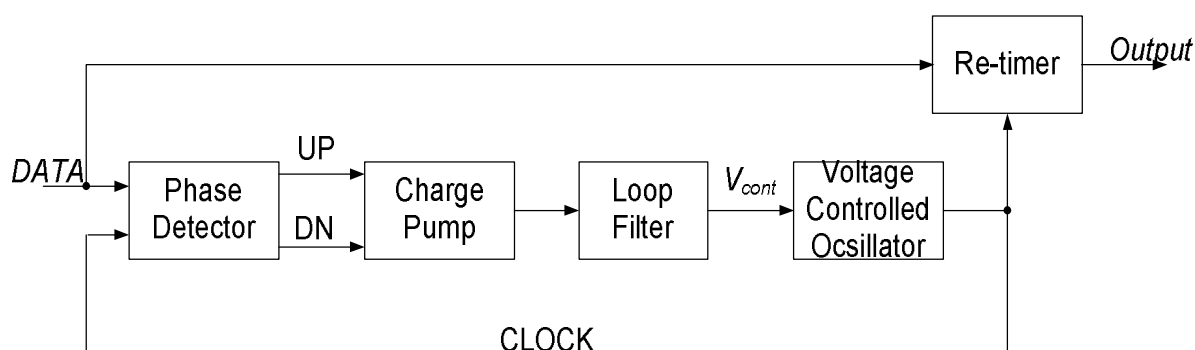 Output
Re-timer
DATA
Phase
Detector
UP
DN
Charge
Pump
Loop
Filter
Vcont
Voltage
Controlled
Ocsillator
CLOCK